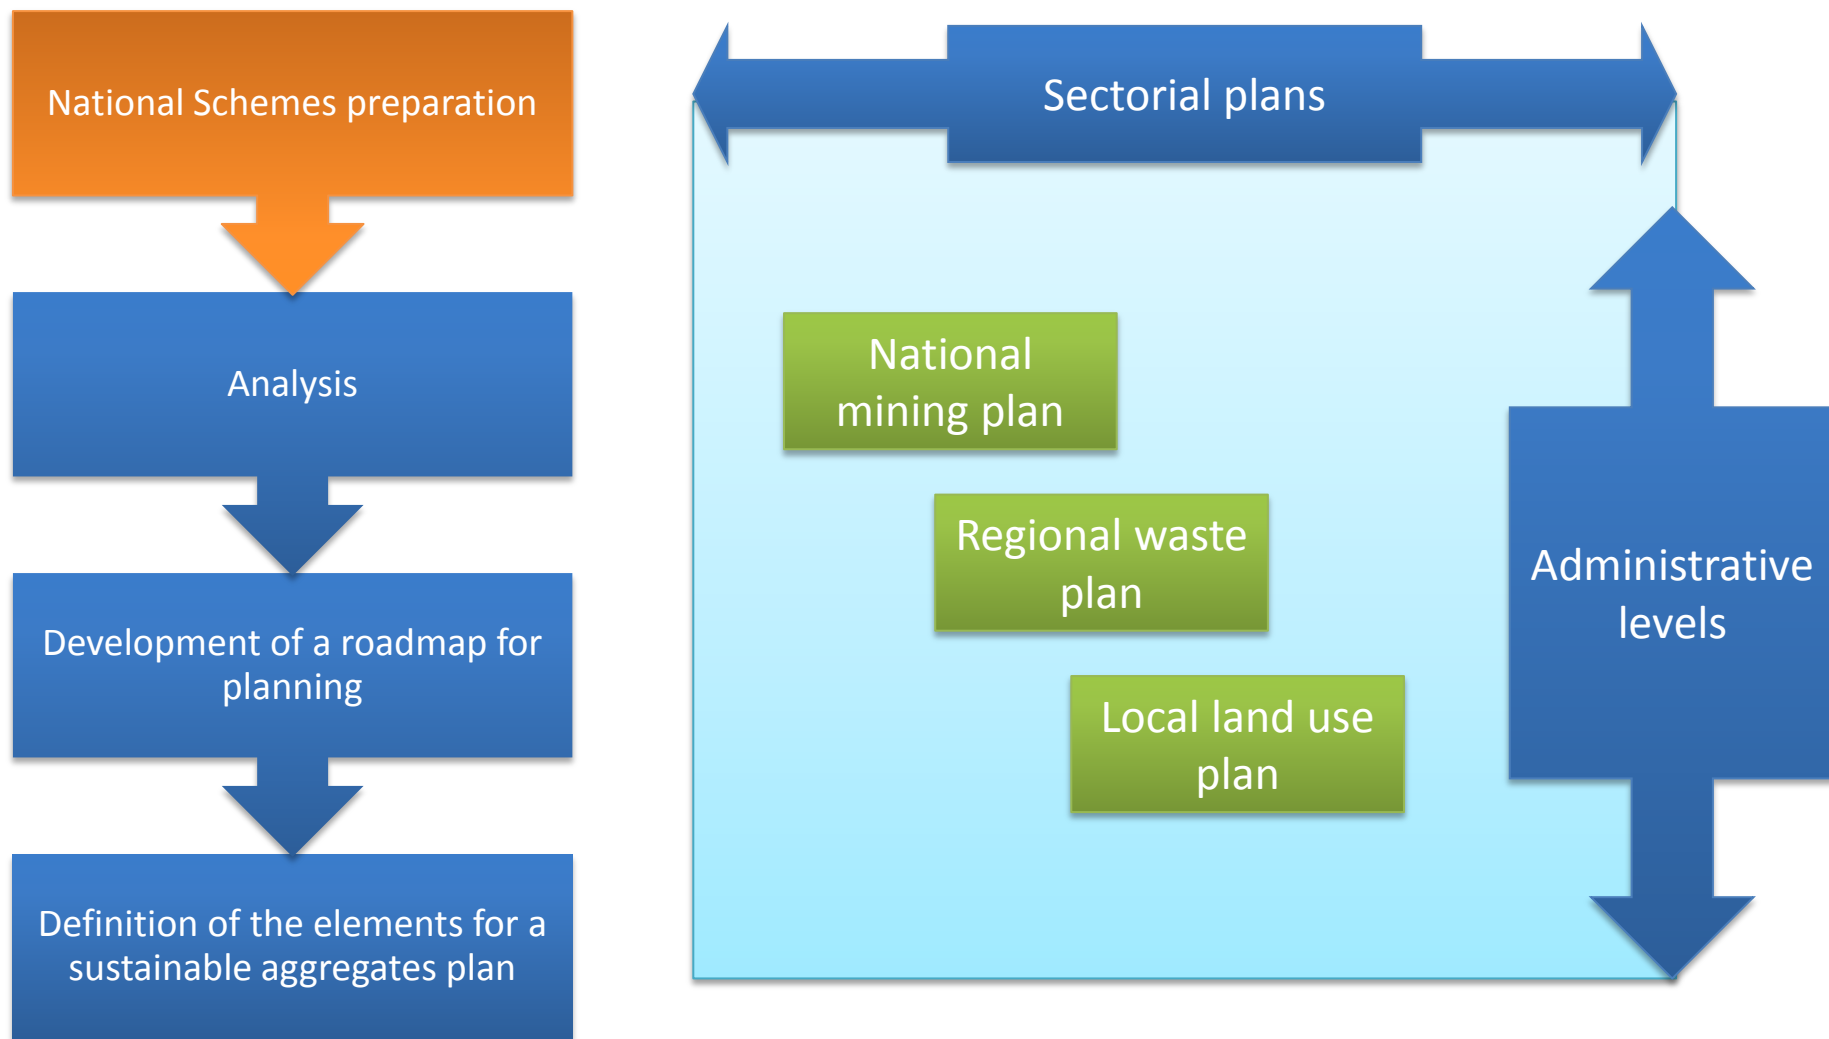 National Schemes preparation
Analysis
Development of a roadmap for
planning
Definition of the elements for a
sustainable aggregates plan
Sectorial plans
National
mining plan
Regional waste
plan
Local land use
plan
Administrative
levels